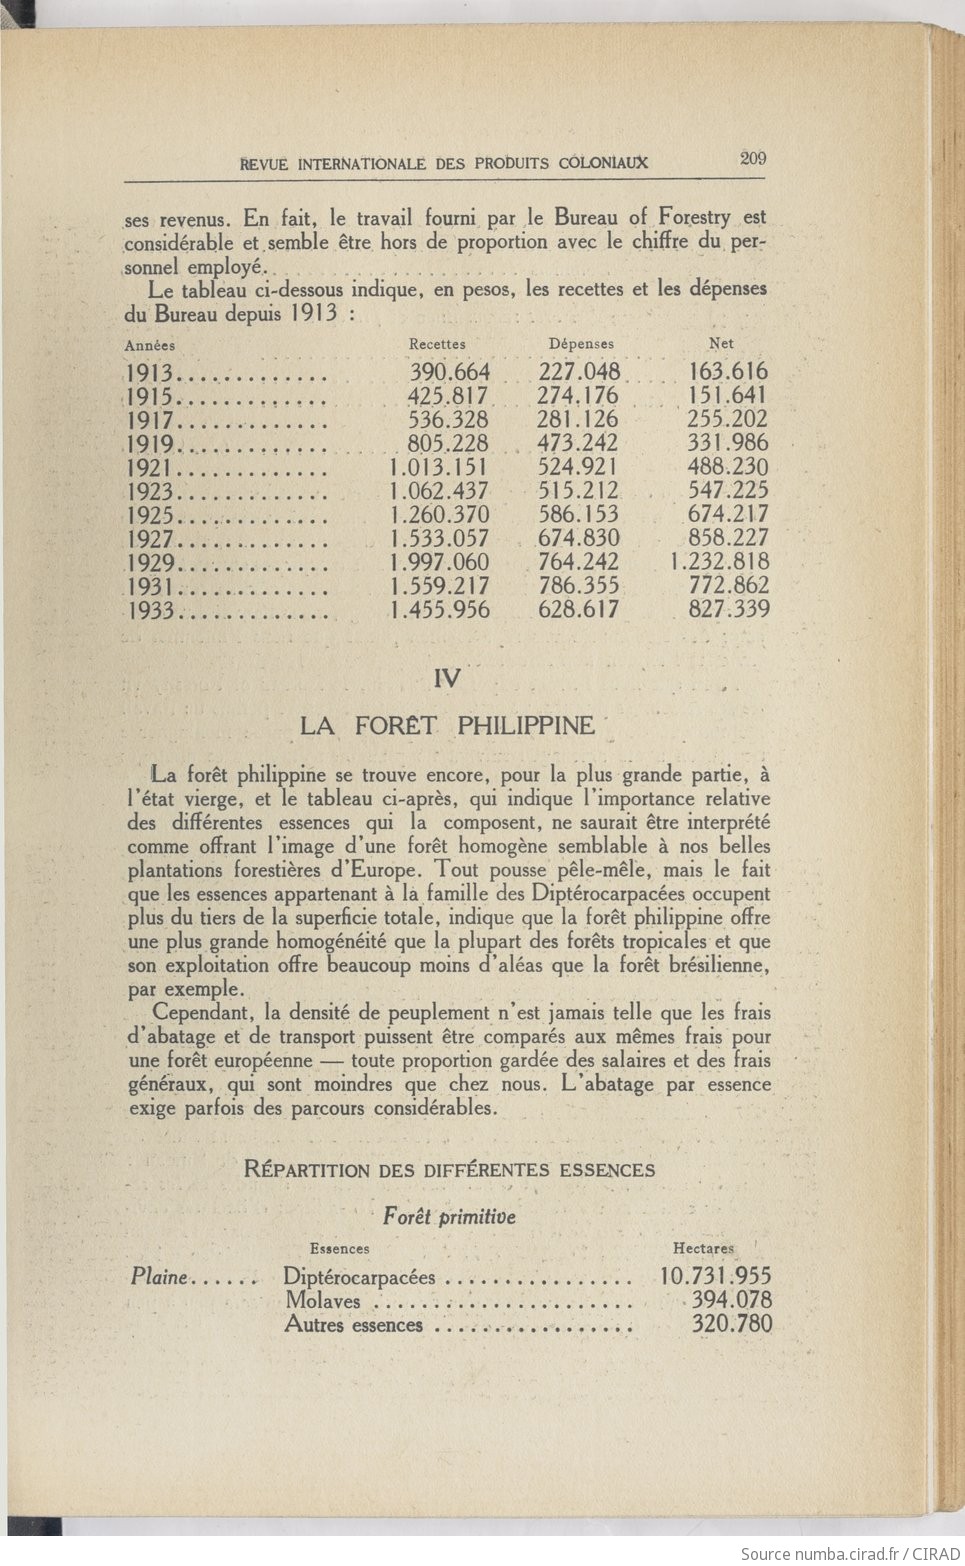 REVUE INTERNATIONALE DES PRODUITS COLONIAUX 209
ses revenus. En fait, le travail fourni par le Bureau of Forestry est
considérable et semble être hors de proportion avec le chiffre du per-
sonnel employé.
Le tableau ci-dessous indique, en pesos, les recettes et les dépenses
du Bureau depuis 1913 :
Années Recettes Dépenses Net
1913............. 390.664 227.048 163.616
1915............. 425.817 274.176 151.641
1917............. 536.328 281.126 255.202
1919............. 805.228 473.242 331.986
1921............. 1.013.151 524.921 488.230
1923............. 1.062.437 515.212 547.225
1925............. 1.260.370 586.153 674.217
1927............. 1.533.057 674.830 858.227
1929............. 1.997.060 764.242 1.232.818
1931............. 1.559.217 786.355 772.862
1933............. 1.455.956 628.617 827.339
IV
LA FORÊT PHILIPPINE
La forêt philippine se trouve encore, pour la plus grande partie, à
l'état vierge, et le tableau ci-après, qui indique l'importance relative
des différentes essences qui la composent, ne saurait être interprété
comme offrant l'image d'une forêt homogène semblable à nos belles
plantations forestières d'Europe. Tout pousse pêle-mêle, mais le fait
que les essences appartenant à la famille des Diptérocarpacées occupent
plus du tiers de la superficie totale, indique que la forêt philippine offre
une plus grande homogénéité que la plupart des forêts tropicales et que
son exploitation offre beaucoup moins d'aléas que la forêt brésilienne,
par exemple.
Cependant, la densité de peuplement n'est jamais telle que les frais
d'abatage et de transport puissent être comparés aux mêmes frais pour
une forêt européenne — toute proportion gardée des salaires et des frais
généraux, qui sont moindres que chez nous. L'abatage par essence
exige parfois des parcours considérables.
RÉPARTITION DES DIFFÉRENTES ESSENCES
Forêt primitive
Essences Hectares
Plaine...... Diptérocarpacées ................ 10.731.955
Molaves ...................... 394.078
Autres essences ................. 320.780
Source numba.cirad.fr / CIRAD